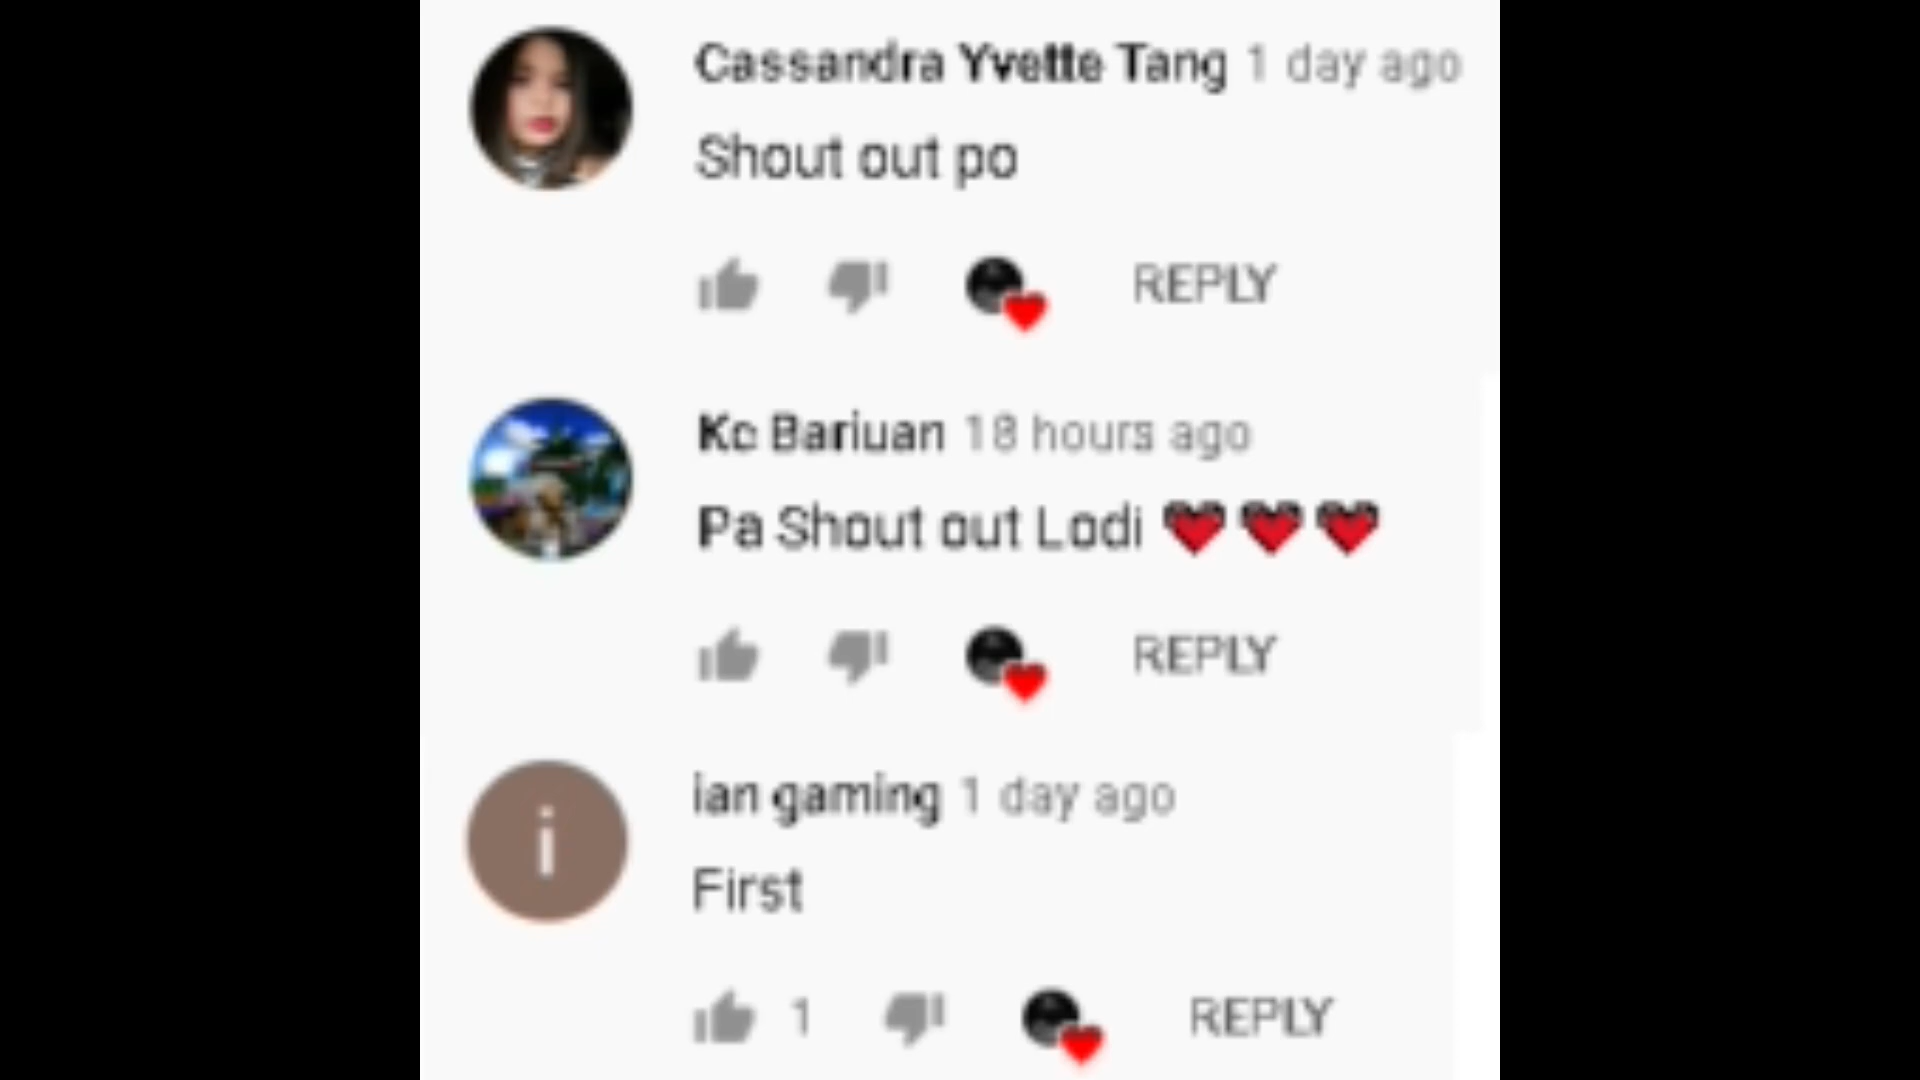 Cassandra Yvette Tang 1 day ago
Shout out po
REPLY
Kc Bariuan 18 hours ago
Pa Shout out Lodi ❤❤❤
REPLY
i
ian gaming 1 day ago
First
1 REPLY